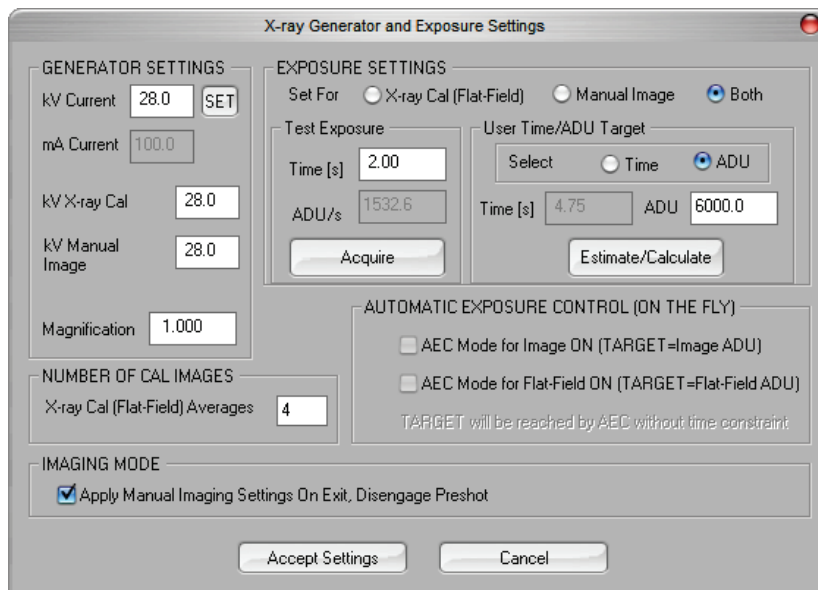 X-ray Generator and Exposure Settings
GENERATOR SETTINGS
kV Current 28.0 SET
mA Current 100.0
kV X-ray Cal 28.0
kV Manual Image 28.0
Magnification 1.000
EXPOSURE SETTINGS
Set For X-ray Cal (Flat-Field) Manual Image Both
Test Exposure
Time [s] 2.00
ADU/s 1532.6
Acquire
User Time/ADU Target
Select Time ADU
Time [s] 4.75 ADU 6000.0
Estimate/Calculate
AUTOMATIC EXPOSURE CONTROL (ON THE FLY)
AEC Mode for Image ON (TARGET=Image ADU)
AEC Mode for Flat-Field ON (TARGET=Flat-Field ADU)
TARGET will be reached by AEC without time constraint
NUMBER OF CAL IMAGES
X-ray Cal (Flat-Field) Averages 4
IMAGING MODE
Apply Manual Imaging Settings On Exit, Disengage Preshot
Accept Settings Cancel